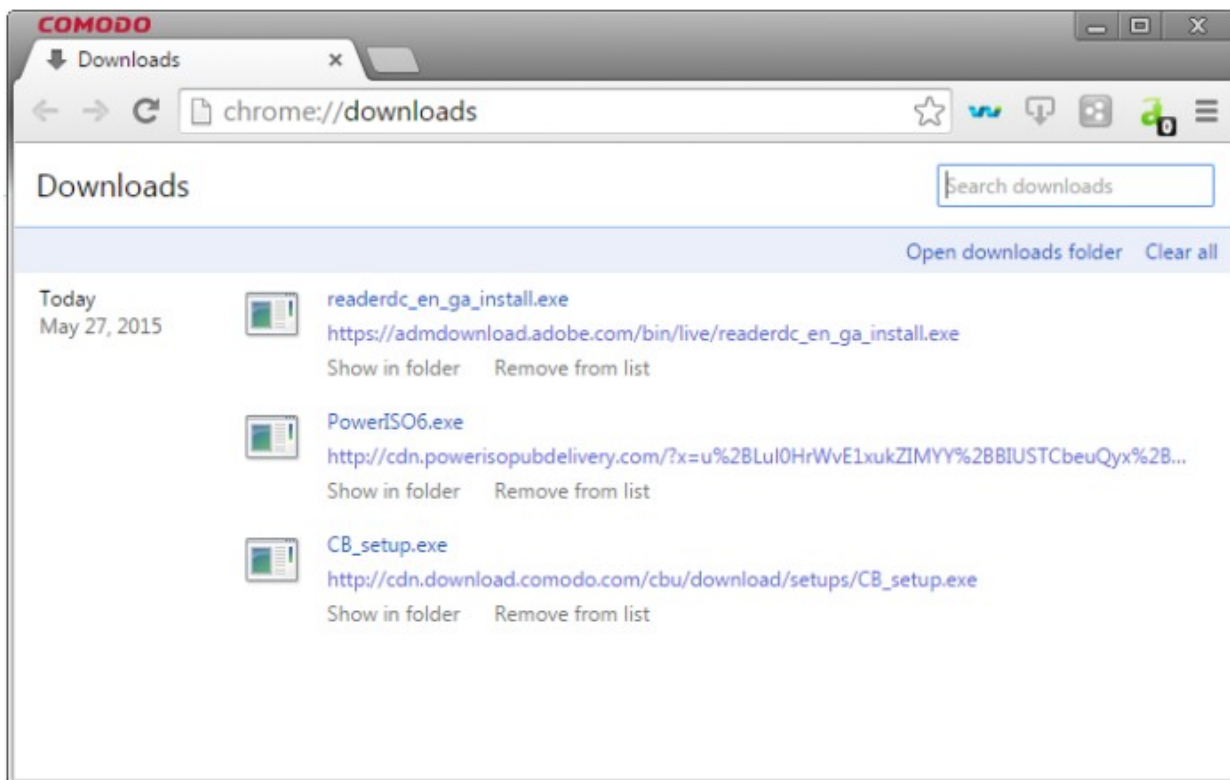 COMODO
Downloads
chrome://downloads
0
Downloads
Search downloads
Open downloads folder Clear all
Today
May 27, 2015
readerdc_en_ga_install.exe
https://admdownload.adobe.com/bin/live/readerdc_en_ga_install.exe
Show in folder Remove from list
PowerISO6.exe
http://cdn.powerisopubdelivery.com/?x=u%2BLul0HrWvE1xukZIMYY%2BBIUSTCbeuQyx%2B...
Show in folder Remove from list
CB_setup.exe
http://cdn.download.comodo.com/cbu/download/setups/CB_setup.exe
Show in folder Remove from list